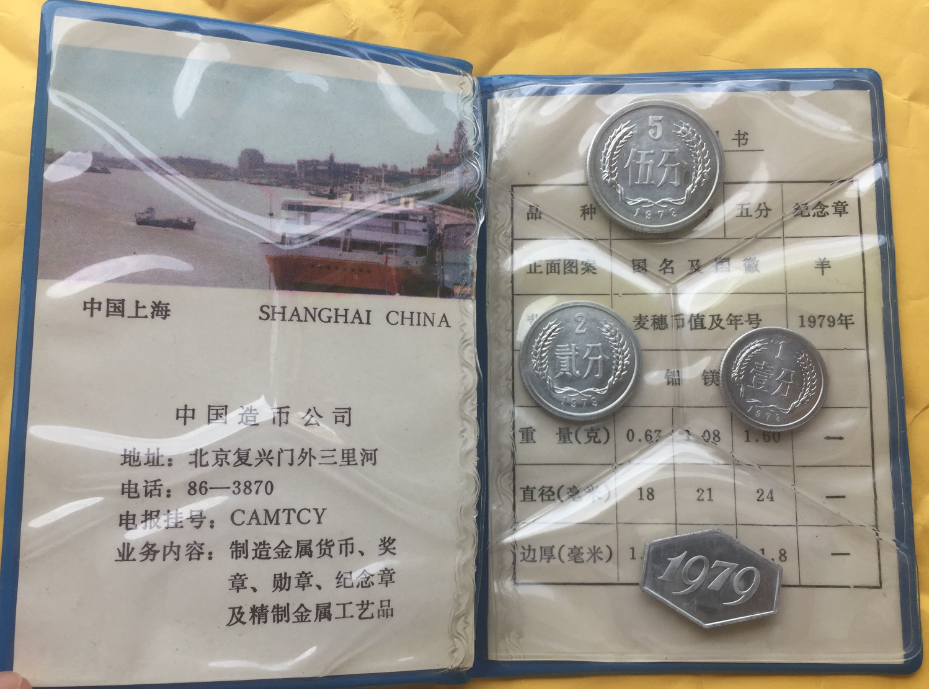 中国上海 SHANGHAI CHINA
中国造币公司
地址：北京复兴门外三里河
电话：86—3870
电报挂号：CAMTCY
业务内容：制造金属货币、奖
章、勋章、纪念章
及精制金属工艺品
书
品 种 五分 纪念章
正面图案 国名及国徽 羊
麦穗币值及年号 1979年
铝 镁
重 量(克) 0.67 1.08 1.60 —
直径(毫米) 18 21 24 —
边厚(毫米) 1.8 —
5
伍分
1979
2
贰分
1979
1
壹分
1979
1979